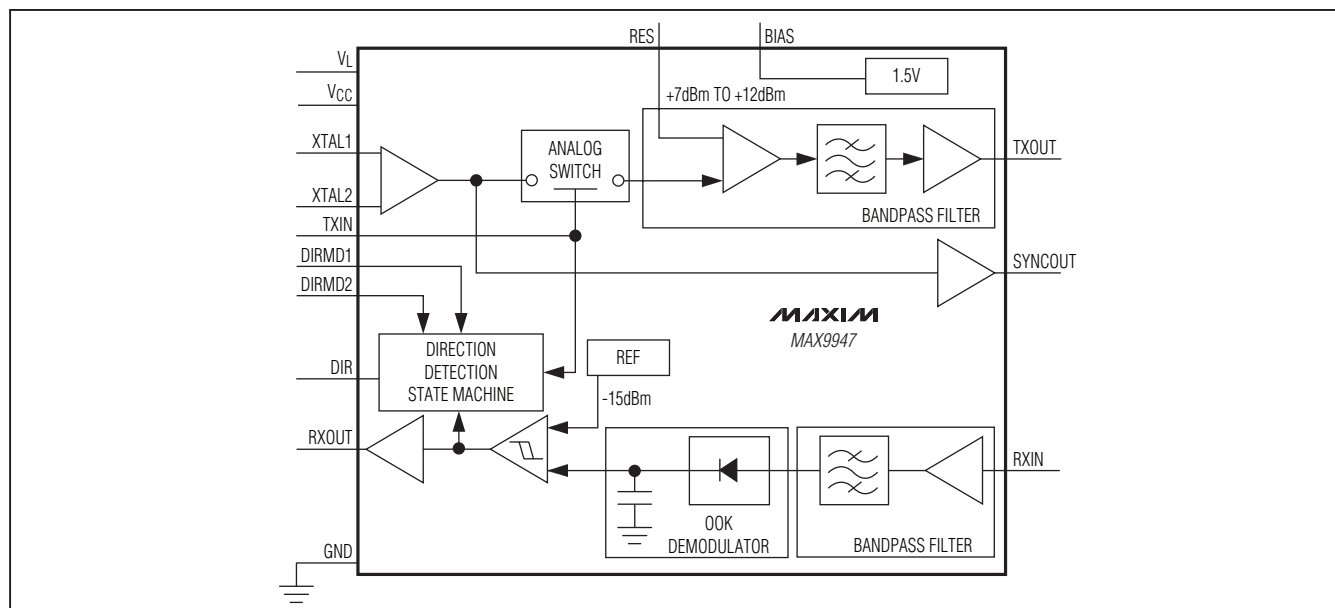 RES
BIAS
VL
1.5V
VCC
+7dBm TO +12dBm
XTAL1
ANALOG
SWITCH
TXOUT
XTAL2
BANDPASS FILTER
TXIN
DIRMD1
SYNCOUT
DIRMD2
MAXIM
MAX9947
DIRECTION
DETECTION
STATE MACHINE
REF
DIR
-15dBm
RXOUT
RXIN
OOK
DEMODULATOR
BANDPASS FILTER
GND